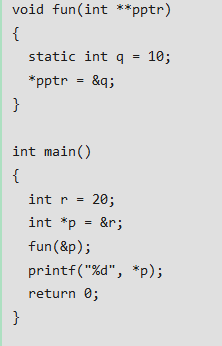 void fun(int **pptr)
{
  static int q = 10;
  *pptr = &q;
}

int main()
{
  int r = 20;
  int *p = &r;
  fun(&p);
  printf("%d", *p);
  return 0;
}